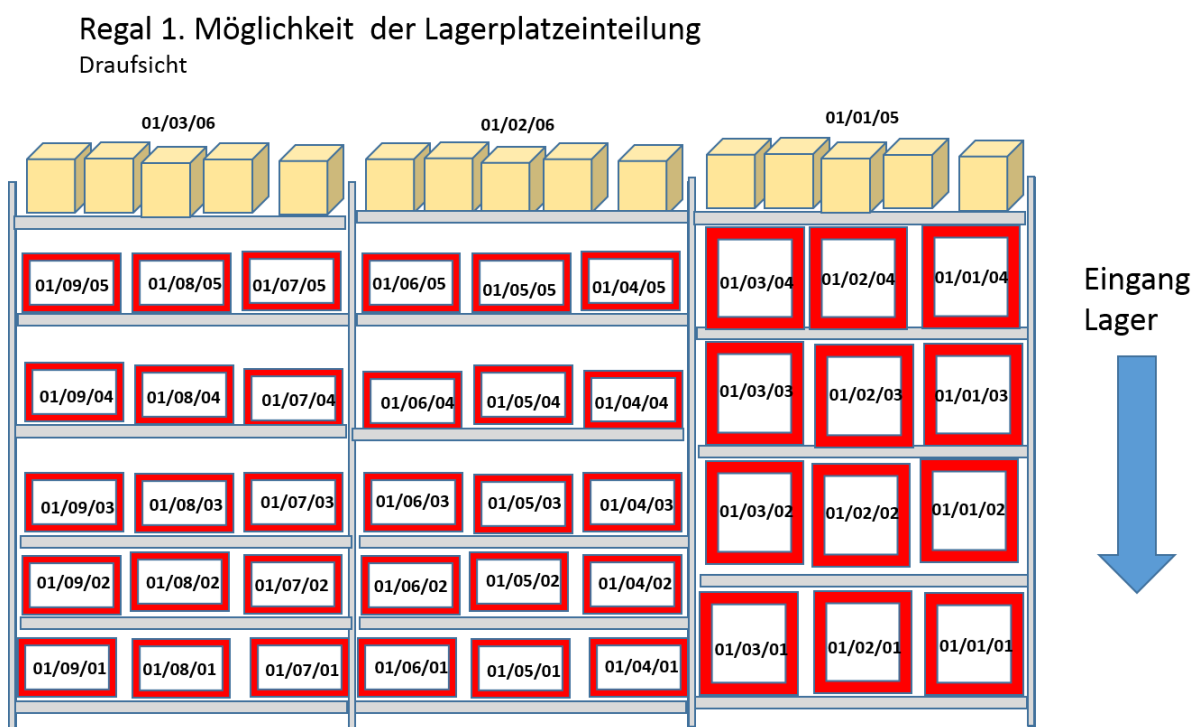 Regal 1. Möglichkeit  der Lagerplatzeinteilung
Draufsicht
01/03/06
01/02/06
01/01/05
01/09/05 01/08/05 01/07/05 01/06/05 01/05/05 01/04/05 01/03/04 01/02/04 01/01/04
Eingang
Lager
01/09/04 01/08/04 01/07/04 01/06/04 01/05/04 01/04/04 01/03/03 01/02/03 01/01/03
01/09/03 01/08/03 01/07/03 01/06/03 01/05/03 01/04/03 01/03/02 01/02/02 01/01/02
01/09/02 01/08/02 01/07/02 01/06/02 01/05/02 01/04/02
01/09/01 01/08/01 01/07/01 01/06/01 01/05/01 01/04/01 01/03/01 01/02/01 01/01/01